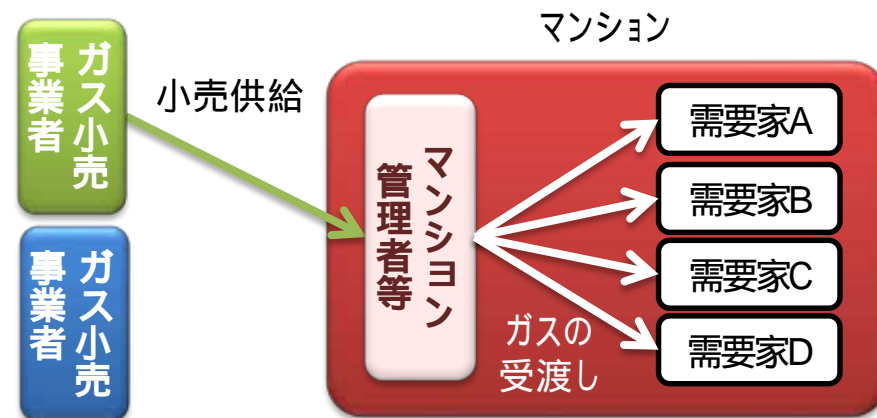 マンション
ガス小売
事業者
小売供給
マンション
管理者等
需要家A
需要家B
需要家C
需要家D
ガスの
受渡し
ガス小売
事業者